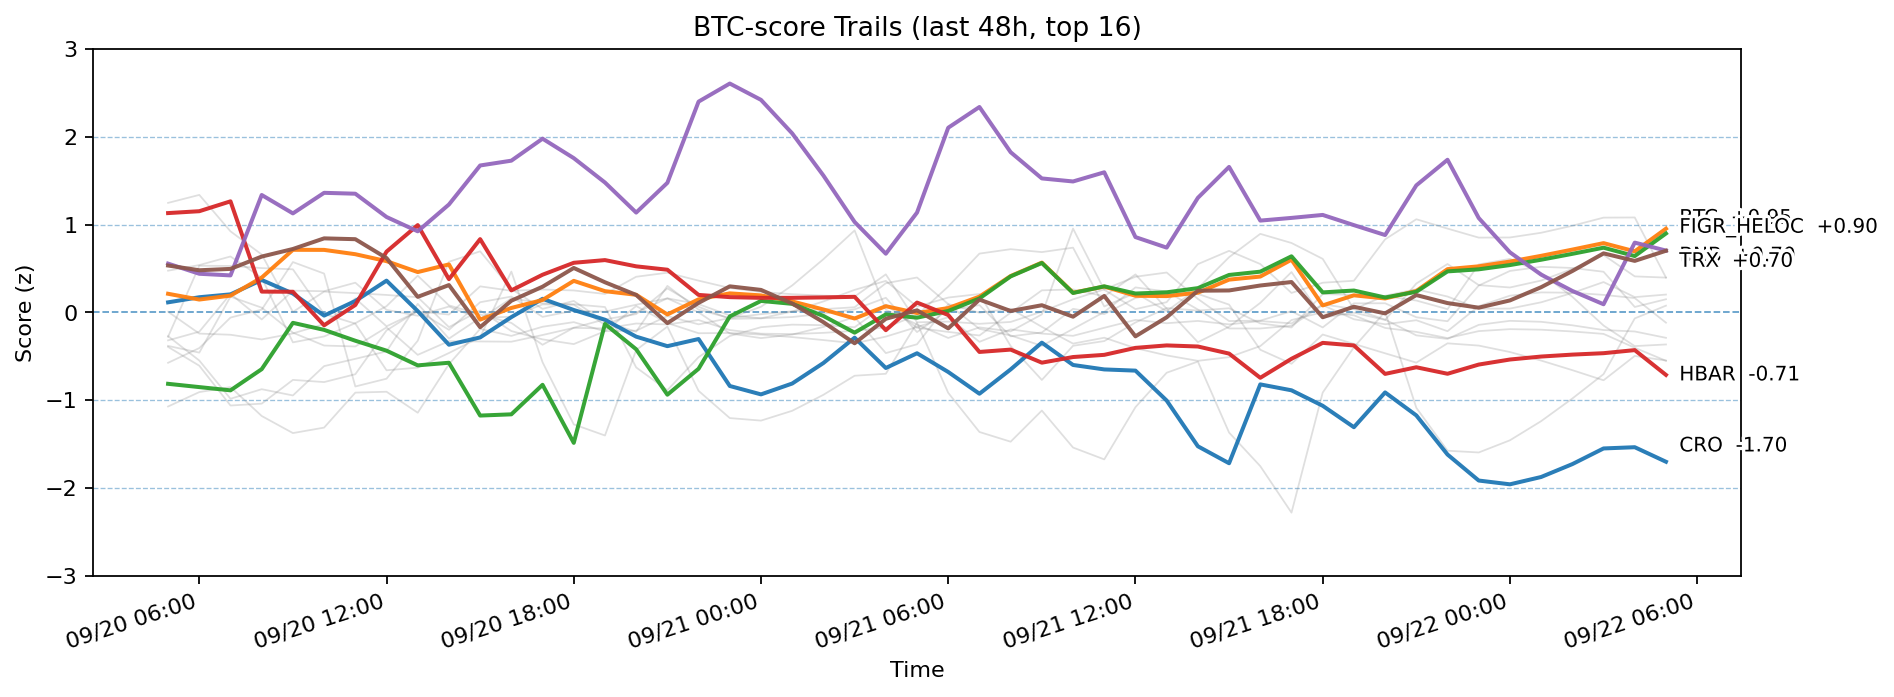 BTC-score Trails (last 48h, top 16)
Score (z)
3
2
1
0
−1
−2
−3
FIGR_HELOC +0.90
TRX +0.70
HBAR -0.71
CRO -1.70
09/20 06:00
09/20 12:00
09/20 18:00
09/21 00:00
09/21 06:00
09/21 12:00
09/21 18:00
09/22 00:00
09/22 06:00
Time